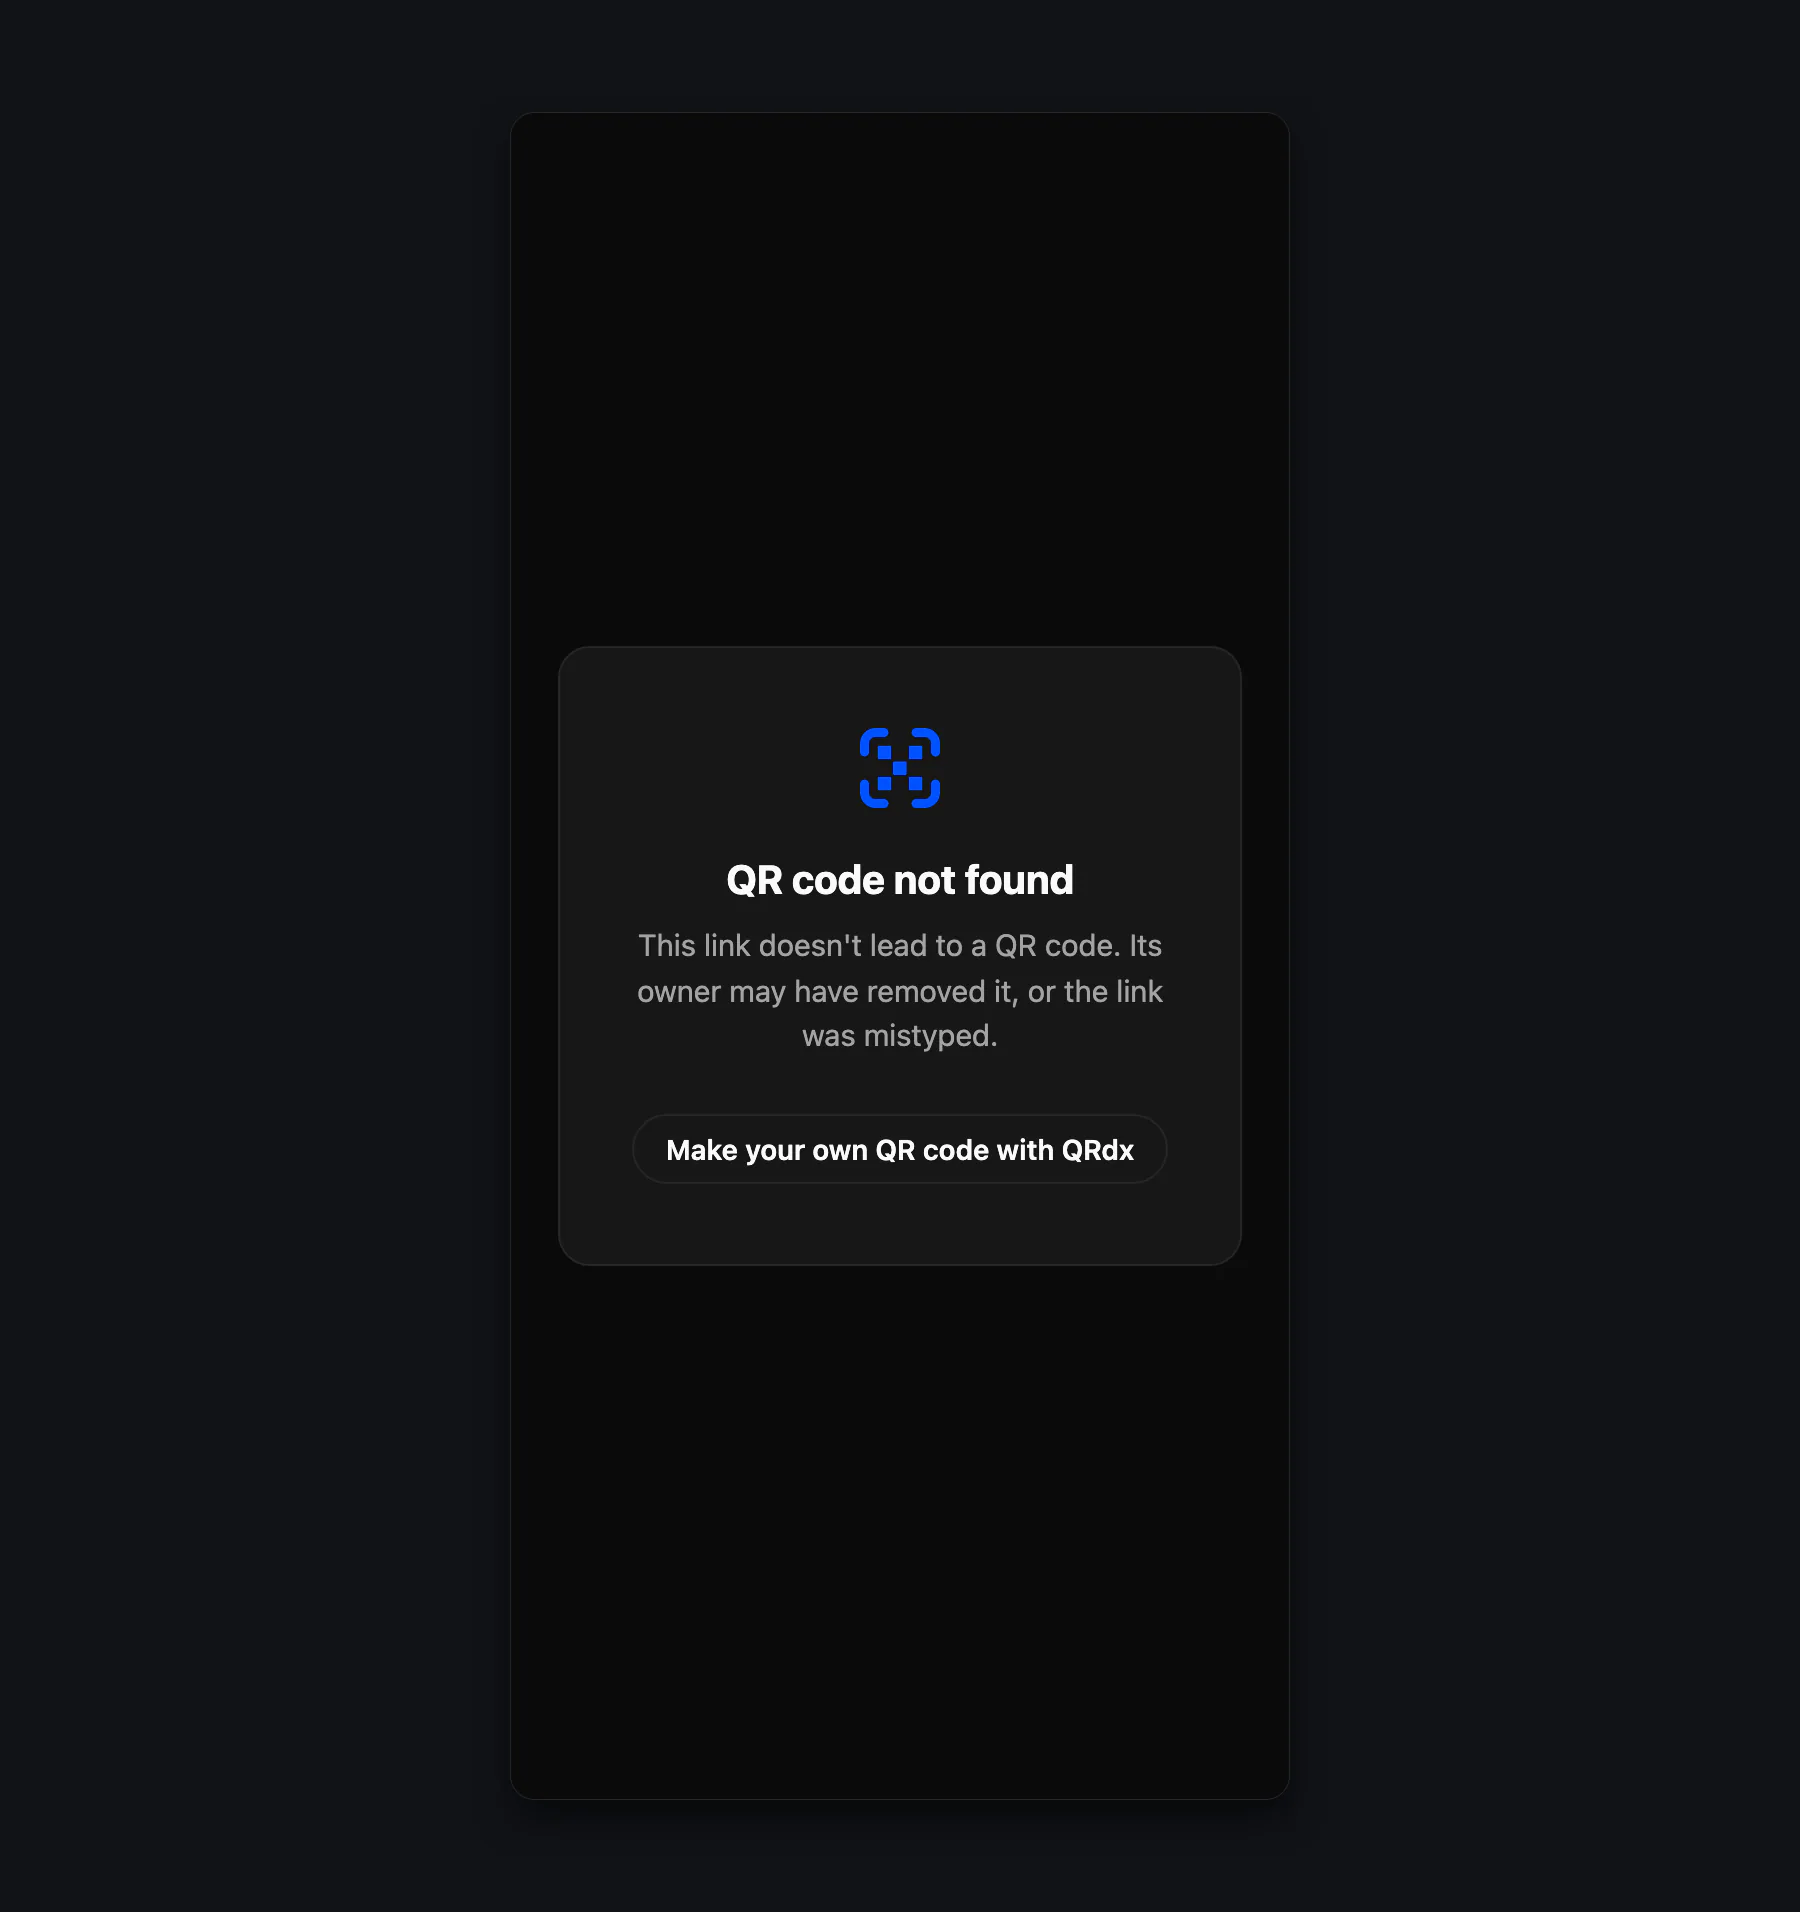 QR code not found
This link doesn't lead to a QR code. Its
owner may have removed it, or the link
was mistyped.
Make your own QR code with QRdx